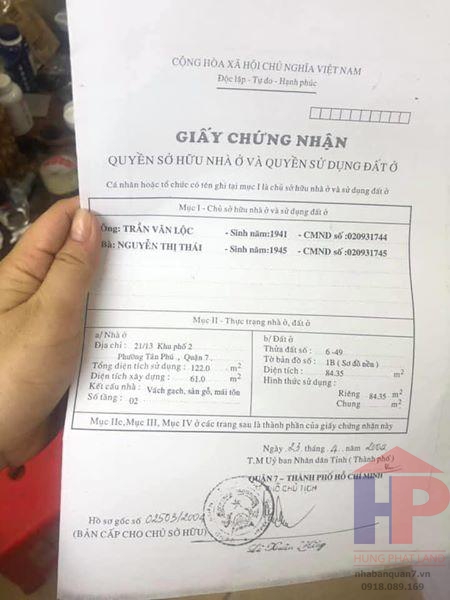 CỘNG HÒA XÃ HỘI CHỦ NGHĨA VIỆT NAM
Độc lập - Tự do - Hạnh phúc
GIẤY CHỨNG NHẬN
QUYỀN SỞ HỮU NHÀ Ở VÀ QUYỀN SỬ DỤNG ĐẤT Ở
Cá nhân hoặc tổ chức có tên ghi tại mục I là chủ sở hữu nhà ở và sử dụng đất ở
Mục I - Chủ sở hữu nhà ở và sử dụng đất ở
Ông: TRẦN VĂN LỘC - Sinh năm:1941 - CMND số :020931744
Bà: NGUYỄN THỊ THÁI - Sinh năm:1945 - CMND số :020931745
Mục II - Thực trạng nhà ở, đất ở
a/ Nhà ở
Địa chỉ : 21/13 Khu phố 2
Phường Tân Phú , Quận 7.
Tổng diện tích sử dụng : 122.0 m2
Diện tích xây dựng : 61.0 m2
Kết cấu nhà : Vách gạch, sàn gỗ, mái tôn
Số tầng : 02
b/ Đất ở
Thửa đất số : 6-49
Tờ bản đồ số : 1B ( Sơ đồ nền )
Diện tích : 84.35 m2
Hình thức sử dụng :
Riêng : 84.35 m2
Chung : m2
Mục IIc,Mục III, Mục IV ở các trang sau là thành phần của giấy chứng nhận này
Ngày 23 tháng 4 năm 2002
T.M Uỷ ban Nhân dân Tỉnh ( Thành phố )
QUẬN 7 - THÀNH PHỐ HỒ CHÍ MINH
PHÓ CHỦ TỊCH
Hồ sơ gốc số 02503/2002
(BẢN CẤP CHO CHỦ SỞ HỮU)
HP
HUNG PHAT LAND
nhabanquan7.vn
0918.089.169